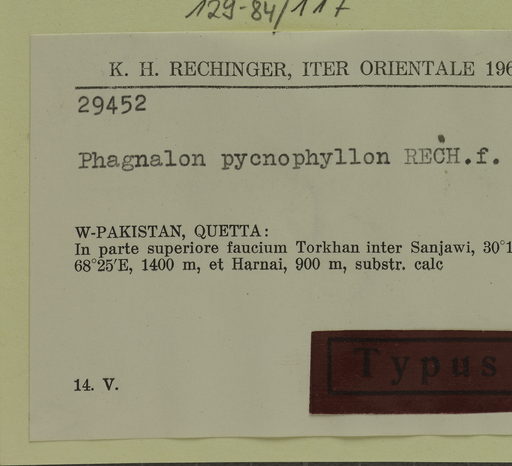 129-84/117
K. H. RECHINGER, ITER ORIENTALE 196
29452
Phagnalon pycnophyllon RECH.f.
W-PAKISTAN, QUETTA:
In parte superiore faucium Torkhan inter Sanjawi, 30°1
68°25′E, 1400 m, et Harnai, 900 m, substr. calc
14. V.
Typus